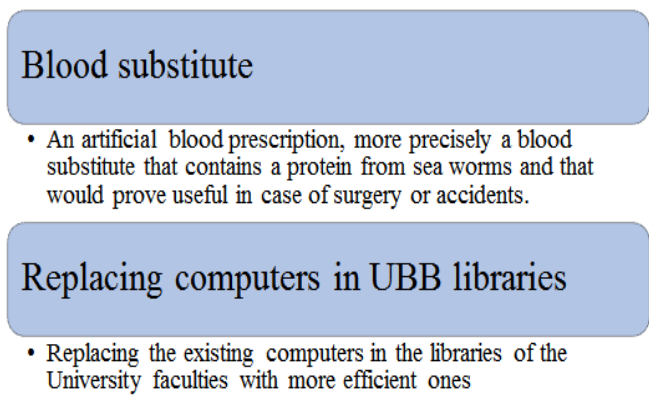 Blood substitute
• An artificial blood prescription, more precisely a blood
substitute that contains a protein from sea worms and that
would prove useful in case of surgery or accidents.
Replacing computers in UBB libraries
• Replacing the existing computers in the libraries of the
University faculties with more efficient ones